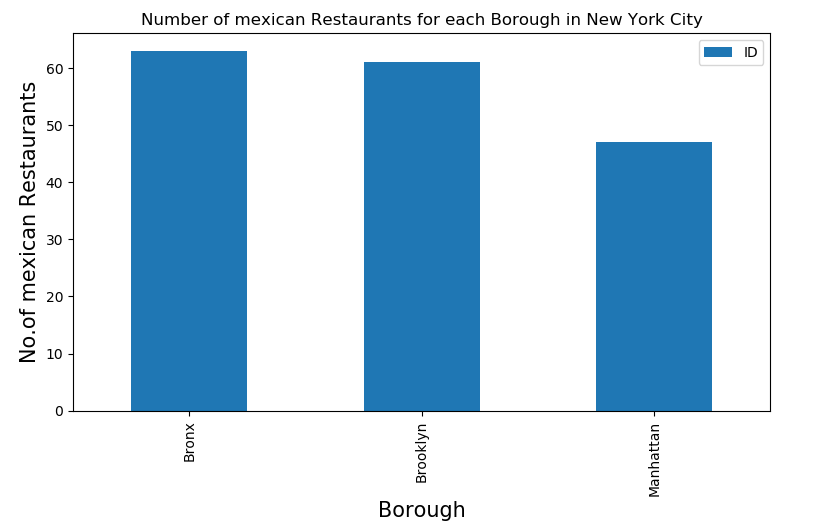 Number of mexican Restaurants for each Borough in New York City
ID
No.of mexican Restaurants
60
50
40
30
20
10
0
Bronx
Brooklyn
Manhattan
Borough